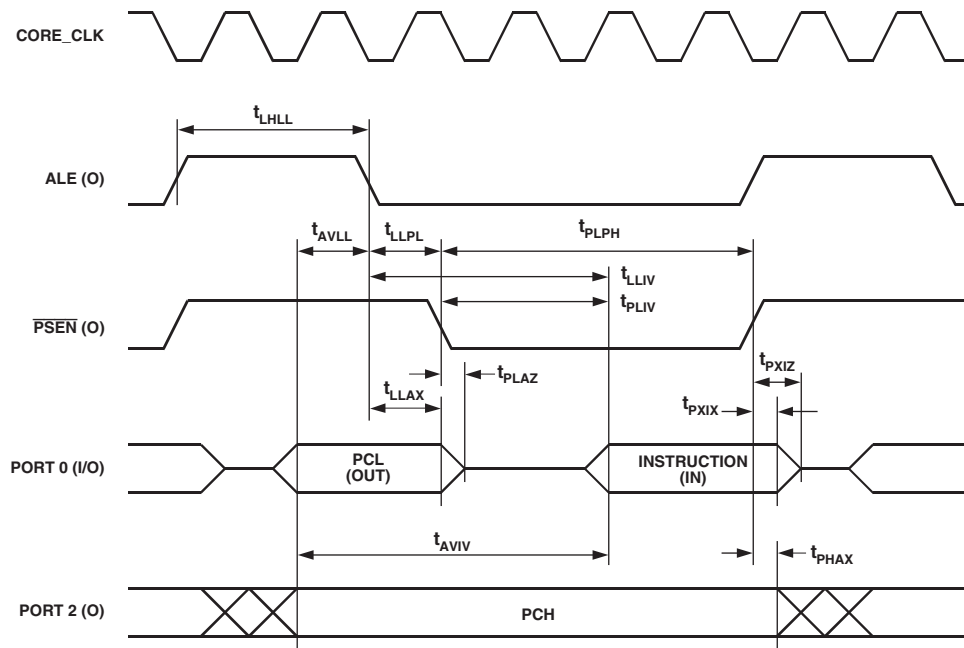 CORE_CLK
t_LHLL
ALE (O)
t_AVLL
t_LLPL
t_PLPH
t_LLIV
t_PLIV
PSEN (O)
t_PXIZ
t_PLAZ
t_LLAX
t_PXIX
PORT 0 (I/O)
PCL
(OUT)
INSTRUCTION
(IN)
t_AVIV
t_PHAX
PORT 2 (O)
PCH